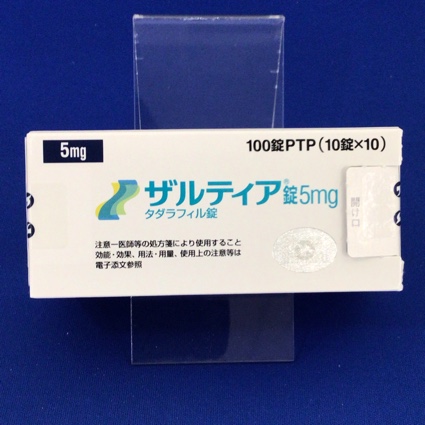 5mg
100錠PTP(10錠×10)
ザルティア®錠5mg
タダラフィル錠
注意−医師等の処方箋により使用すること
効能・効果、用法・用量、使用上の注意等は
電子添文参照
開け口